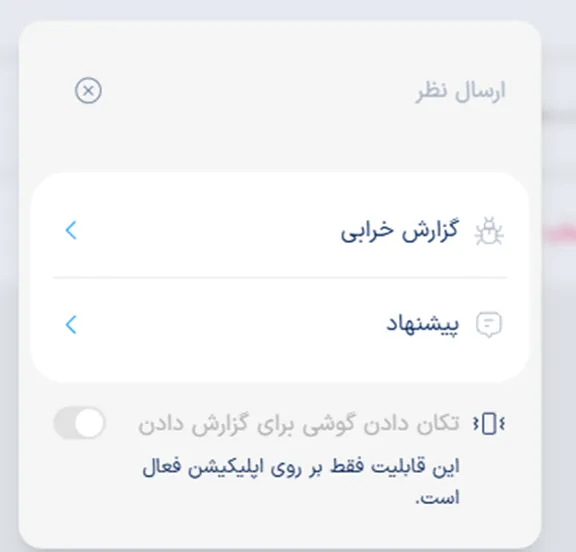 ارسال نظر
گزارش خرابی
پیشنهاد
تکان دادن گوشی برای گزارش دادن
این قابلیت فقط بر روی اپلیکیشن فعال
است.